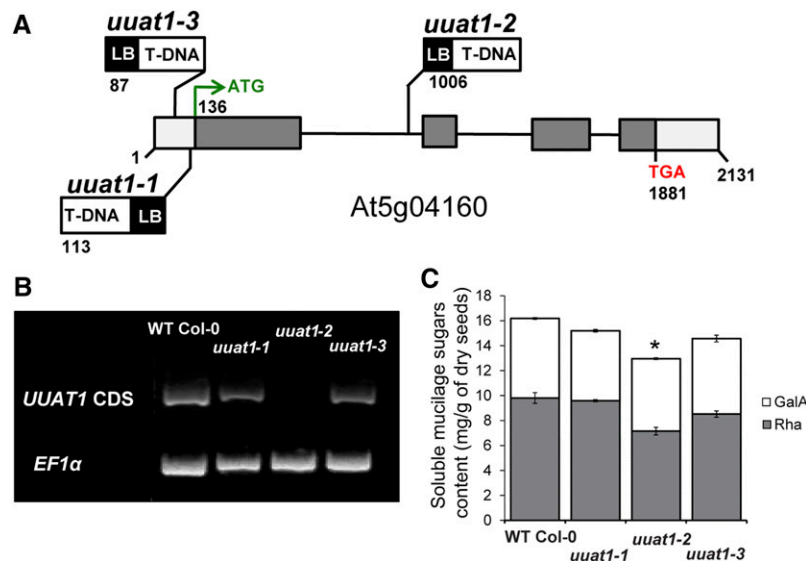 A
uuat1-3
LB T-DNA
87
uuat1-2
LB T-DNA
1006
ATG
136
1
TGA
1881
2131
uuat1-1
T-DNA LB
113
At5g04160
B
WT Col-0
uuat1-1
uuat1-2
uuat1-3
UUAT1 CDS
EF1α
C
Soluble mucilage sugars
content (mg/g of dry seeds)
18
16
14
12
10
8
6
4
2
0
*
GalA
Rha
WT Col-0
uuat1-1
uuat1-2
uuat1-3